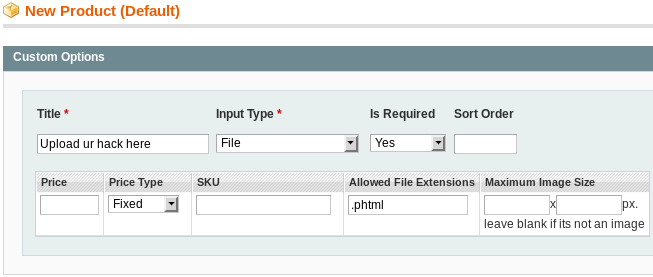 New Product (Default)
Custom Options
Title * Input Type * Is Required Sort Order
Upload ur hack here File Yes
Price Price Type SKU Allowed File Extensions Maximum Image Size
Fixed .phtml x px.
leave blank if its not an image